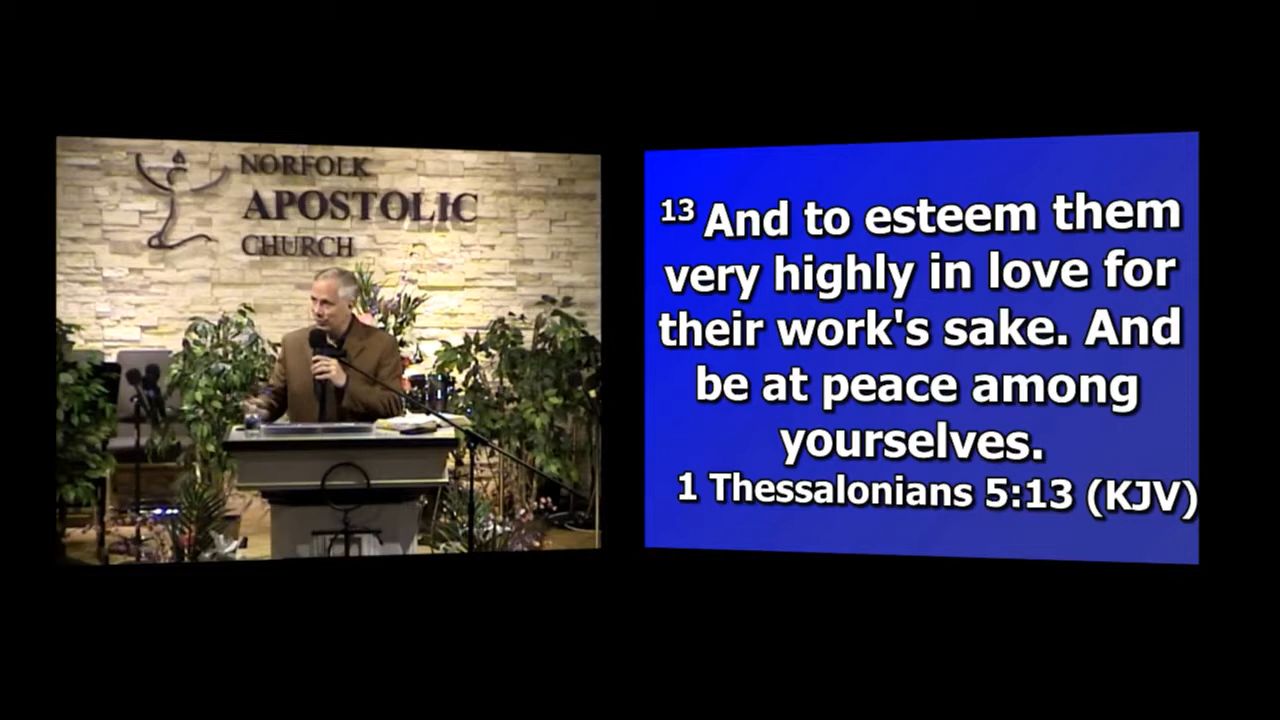 NORFOLK
APOSTOLIC
CHURCH
13 And to esteem them
very highly in love for
their work's sake. And
be at peace among
yourselves.
1 Thessalonians 5:13 (KJV)